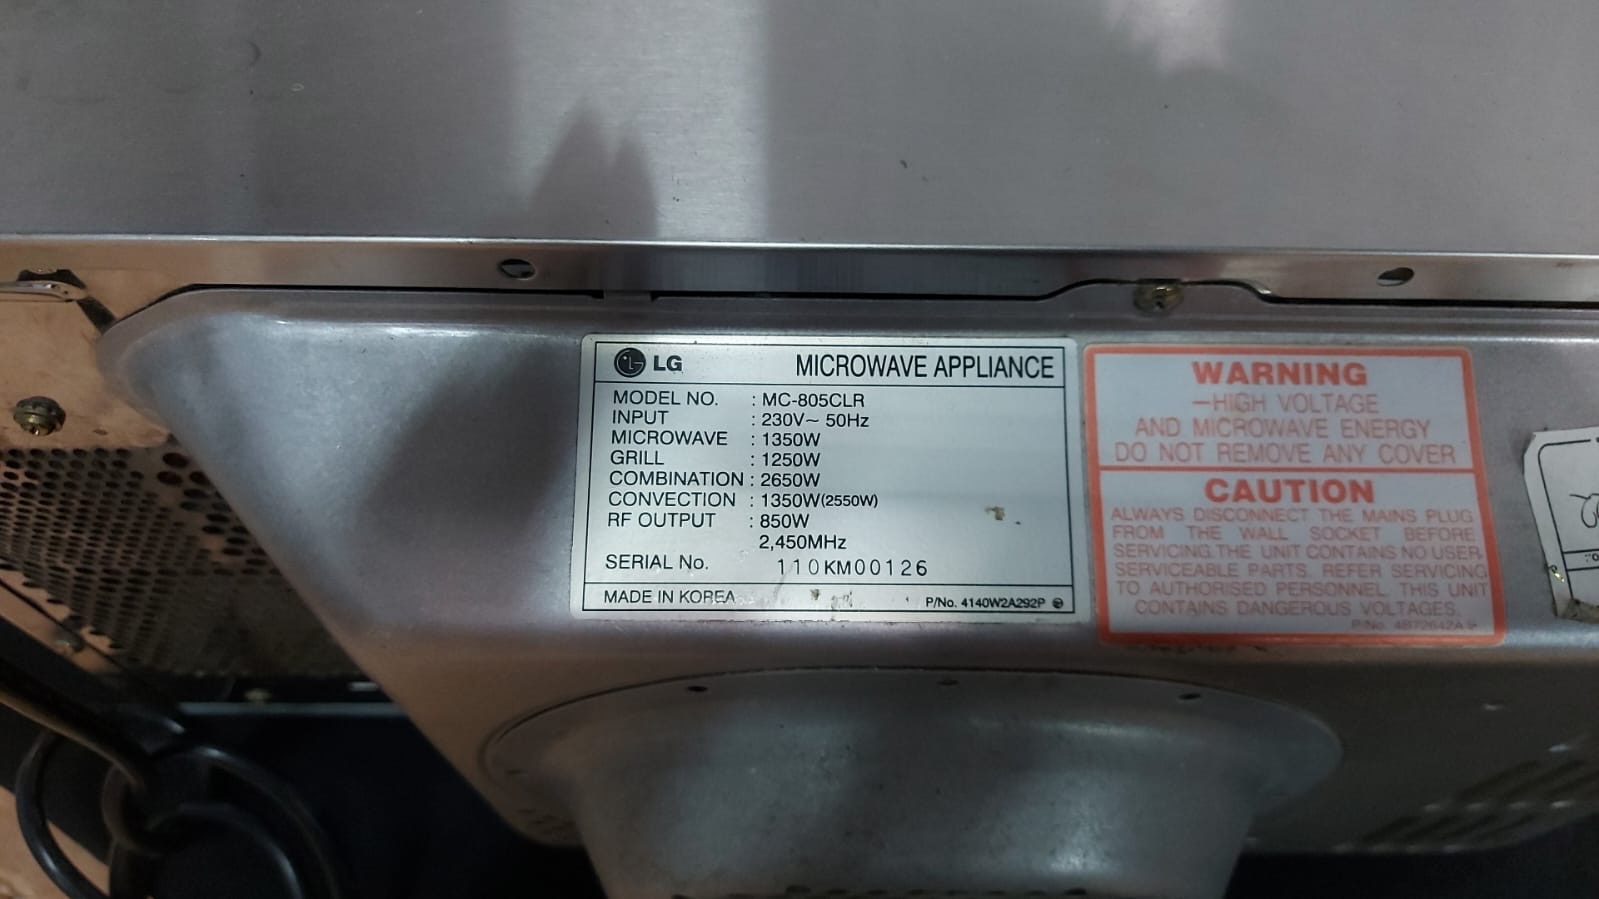 LG MICROWAVE APPLIANCE
MODEL NO. : MC-805CLR
INPUT : 230V~ 50Hz
MICROWAVE : 1350W
GRILL : 1250W
COMBINATION : 2650W
CONVECTION : 1350W(2550W)
RF OUTPUT : 850W
2,450MHz
SERIAL No. 110KM00126
MADE IN KOREA P/No. 4140W2A292P
WARNING
–HIGH VOLTAGE
AND MICROWAVE ENERGY
DO NOT REMOVE ANY COVER
CAUTION
ALWAYS DISCONNECT THE MAINS PLUG
FROM THE WALL SOCKET BEFORE
SERVICING.THE UNIT CONTAINS NO USER-
SERVICEABLE PARTS. REFER SERVICING
TO AUTHORISED PERSONNEL. THIS UNIT
CONTAINS DANGEROUS VOLTAGES.
P/No.